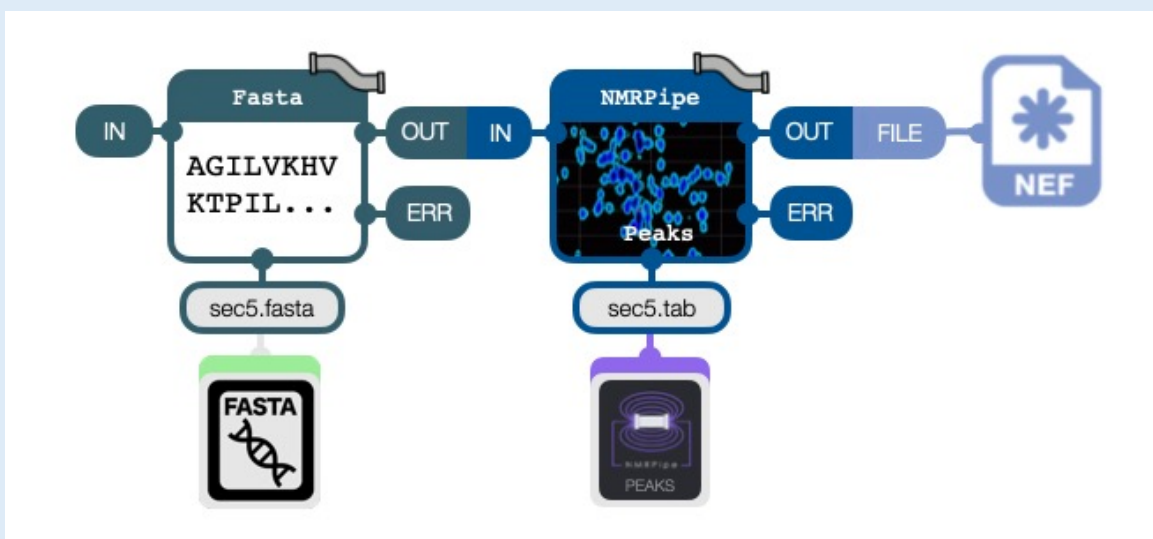 Fasta
NMRPipe
IN
OUT
IN
OUT
FILE
AGILVKHV
KTPIL...
ERR
Peaks
ERR
NEF
sec5.fasta
sec5.tab
FASTA
NMRPipe
PEAKS